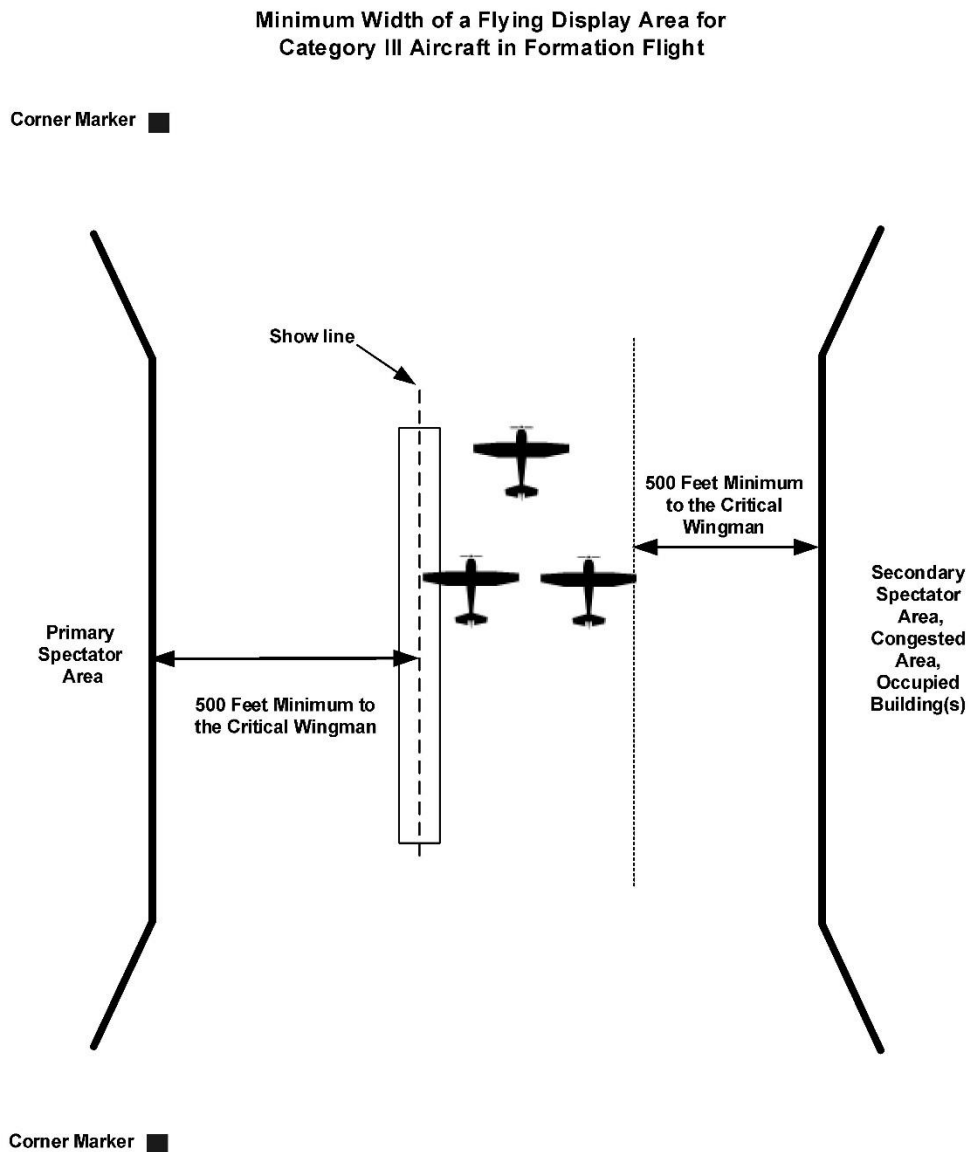 Minimum Width of a Flying Display Area for
Category III Aircraft in Formation Flight
Corner Marker
Show line
500 Feet Minimum
to the Critical
Wingman
Secondary
Spectator
Area,
Congested
Area,
Occupied
Building(s)
Primary
Spectator
Area
500 Feet Minimum to
the Critical Wingman
Corner Marker